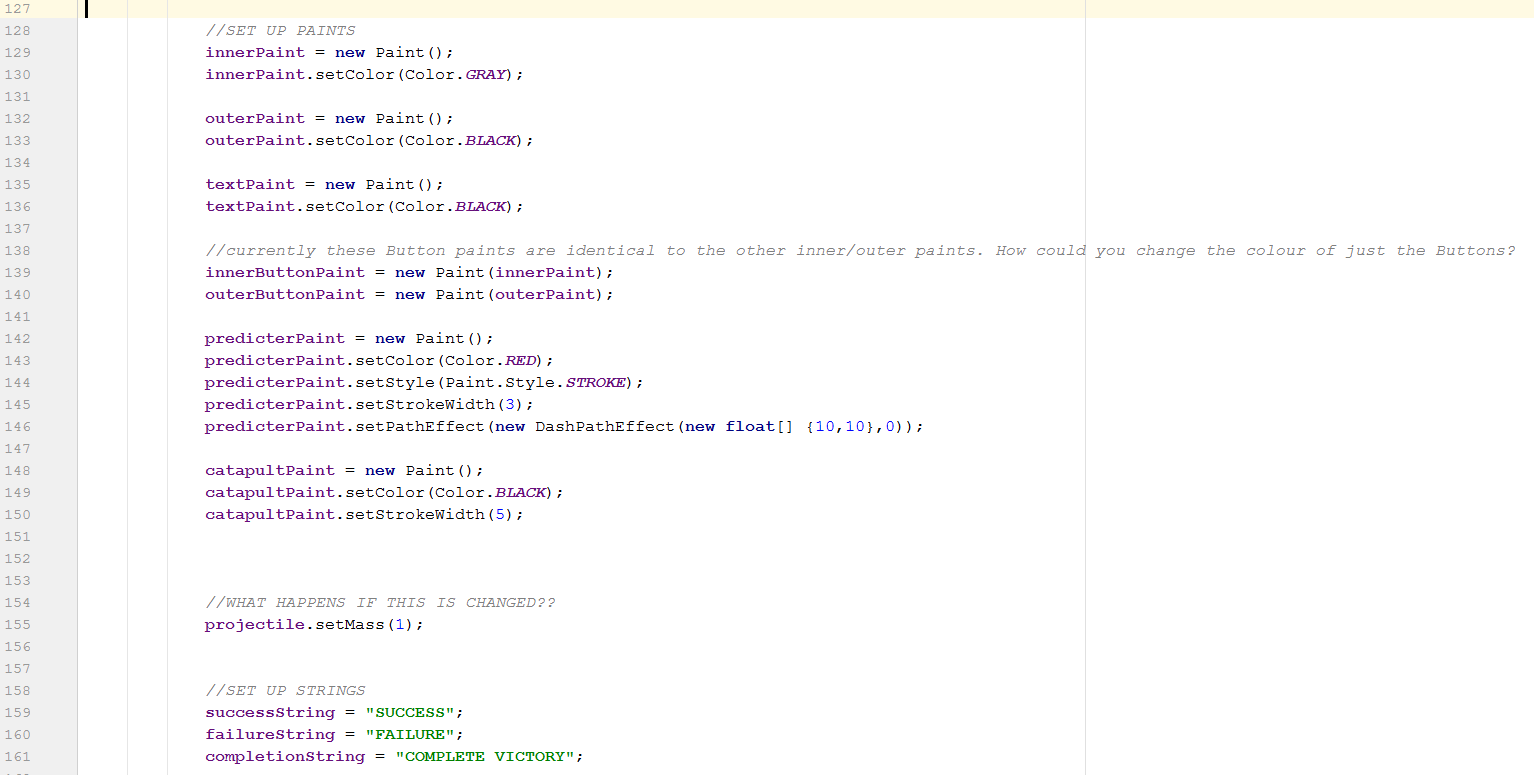 127
128 //SET UP PAINTS
129 innerPaint = new Paint();
130 innerPaint.setColor(Color.GRAY);
131
132 outerPaint = new Paint();
133 outerPaint.setColor(Color.BLACK);
134
135 textPaint = new Paint();
136 textPaint.setColor(Color.BLACK);
137
138 //currently these Button paints are identical to the other inner/outer paints. How could you change the colour of just the Buttons?
139 innerButtonPaint = new Paint(innerPaint);
140 outerButtonPaint = new Paint(outerPaint);
141
142 predicterPaint = new Paint();
143 predicterPaint.setColor(Color.RED);
144 predicterPaint.setStyle(Paint.Style.STROKE);
145 predicterPaint.setStrokeWidth(3);
146 predicterPaint.setPathEffect(new DashPathEffect(new float[] {10,10},0));
147
148 catapultPaint = new Paint();
149 catapultPaint.setColor(Color.BLACK);
150 catapultPaint.setStrokeWidth(5);
151
152
153
154 //WHAT HAPPENS IF THIS IS CHANGED??
155 projectile.setMass(1);
156
157
158 //SET UP STRINGS
159 successString = "SUCCESS";
160 failureString = "FAILURE";
161 completionString = "COMPLETE VICTORY";